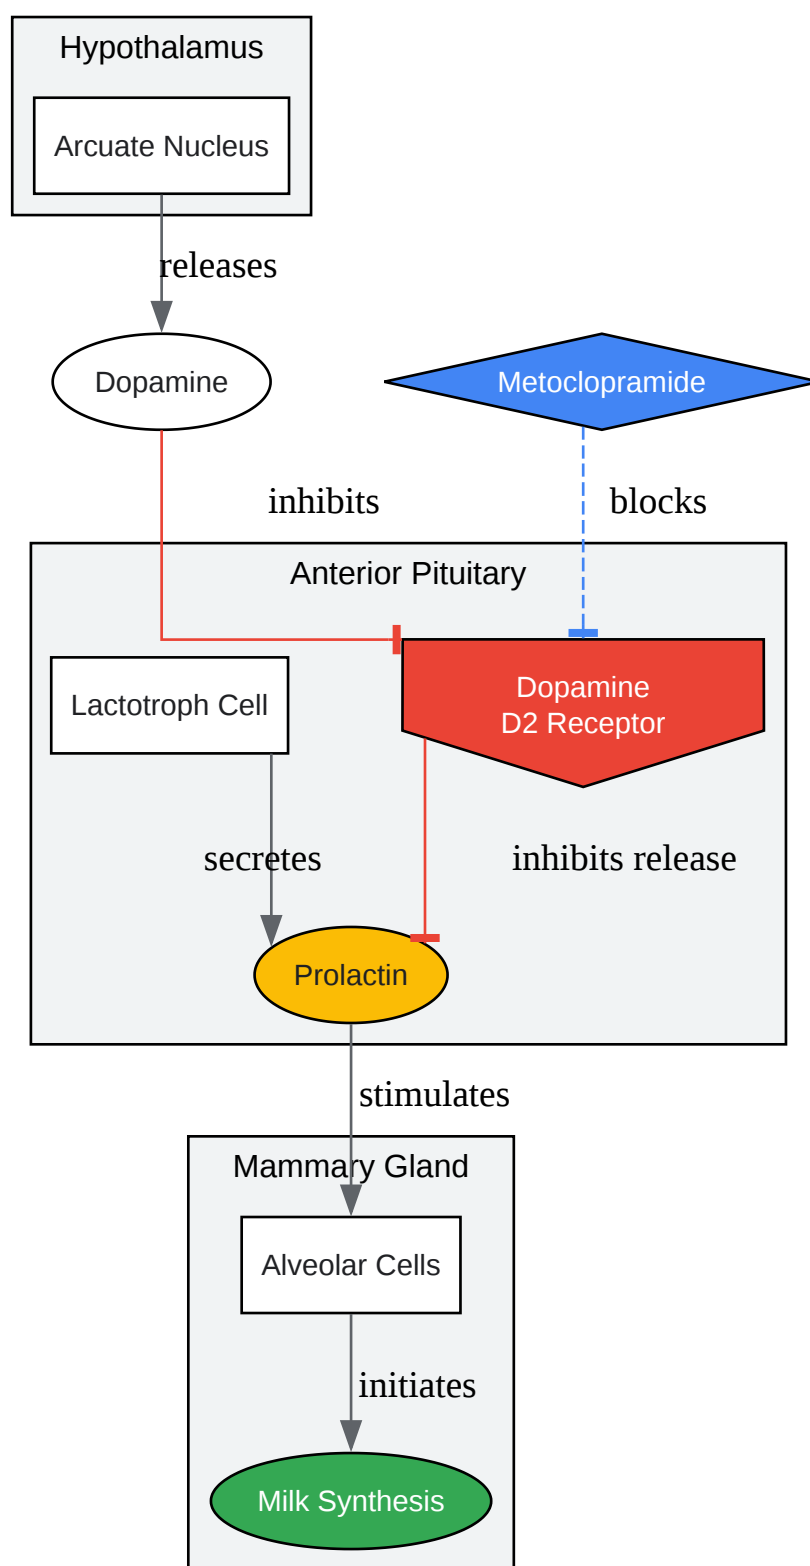 Hypothalamus
Arcuate Nucleus
releases
Dopamine
Metoclopramide
inhibits
blocks
Anterior Pituitary
Lactotroph Cell
Dopamine
D2 Receptor
secretes
inhibits release
Prolactin
stimulates
Mammary Gland
Alveolar Cells
initiates
Milk Synthesis